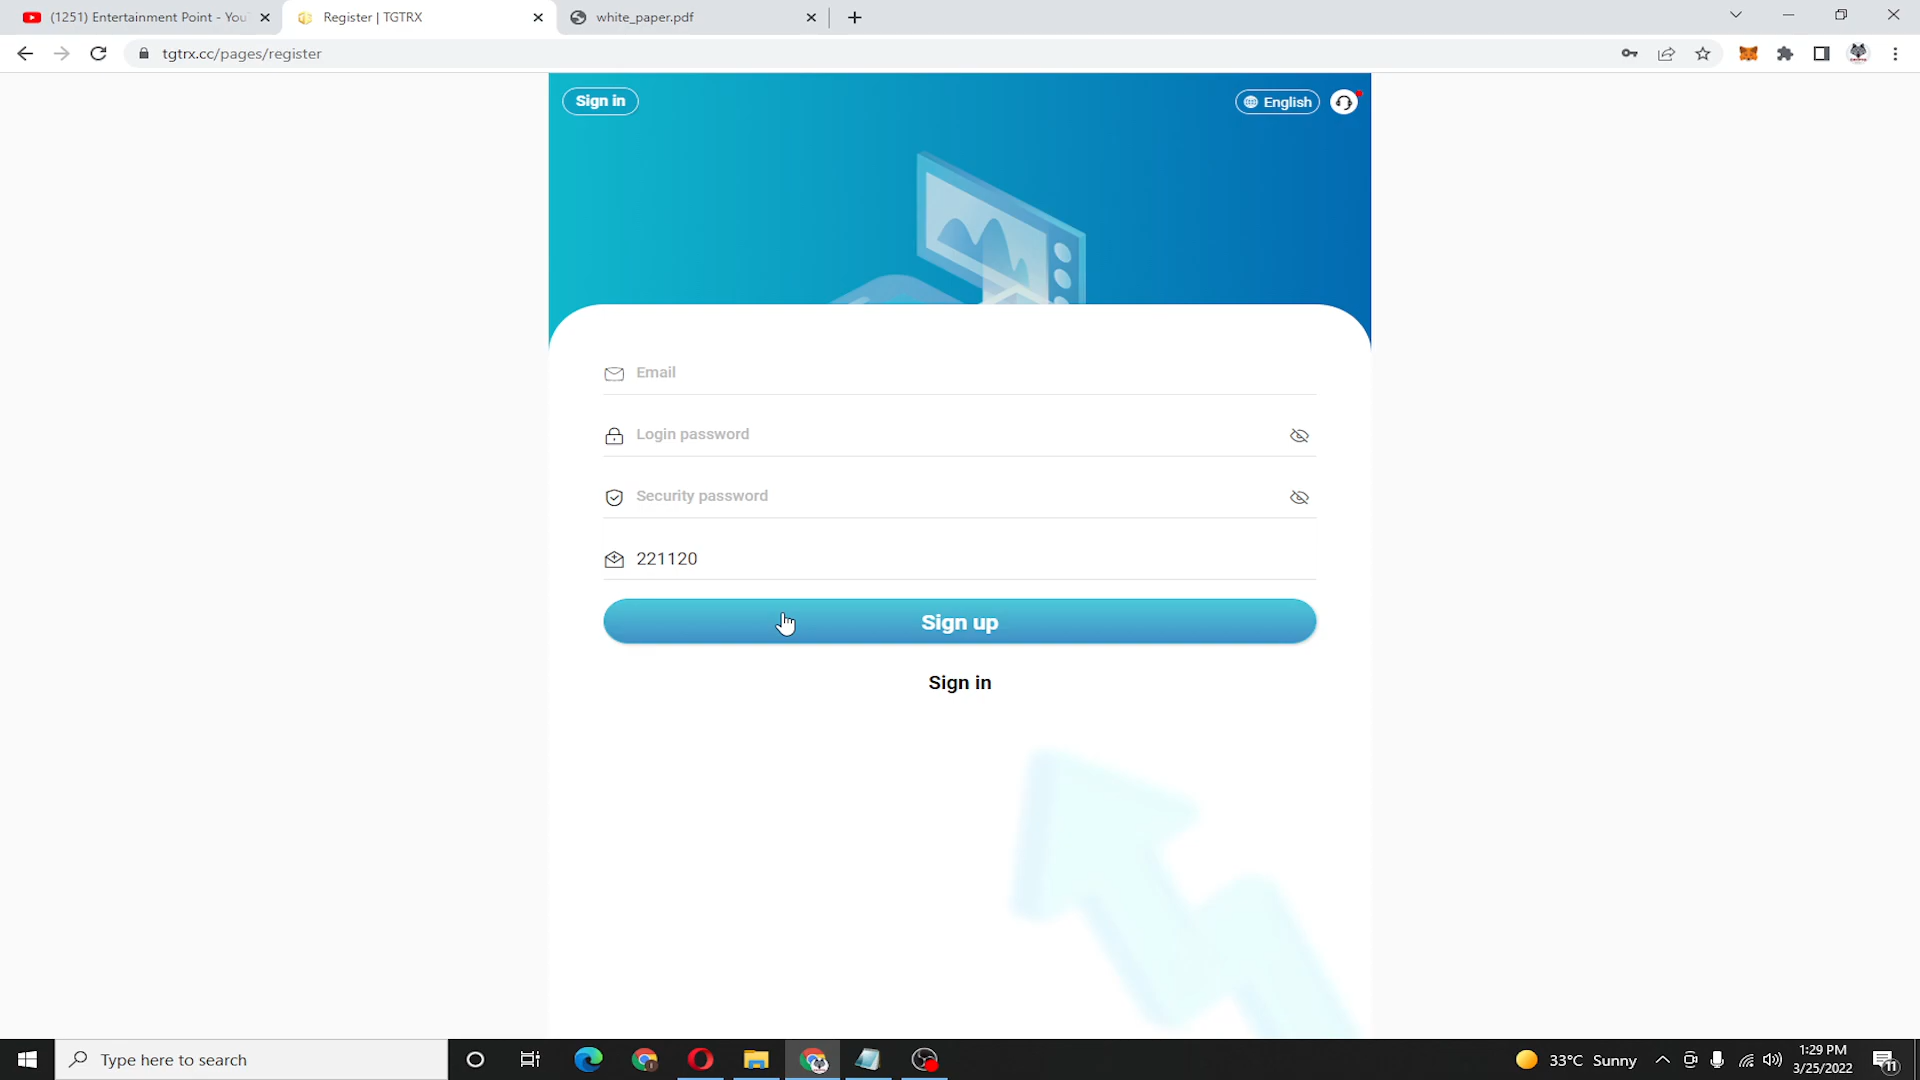 (1251) Entertainment Point - You
Register | TGTRX
white_paper.pdf
tgtrx.cc/pages/register
Sign in
English
Email
Login password
Security password
221120
Sign up
Sign in
Type here to search
33°C Sunny
1:29 PM
3/25/2022
11